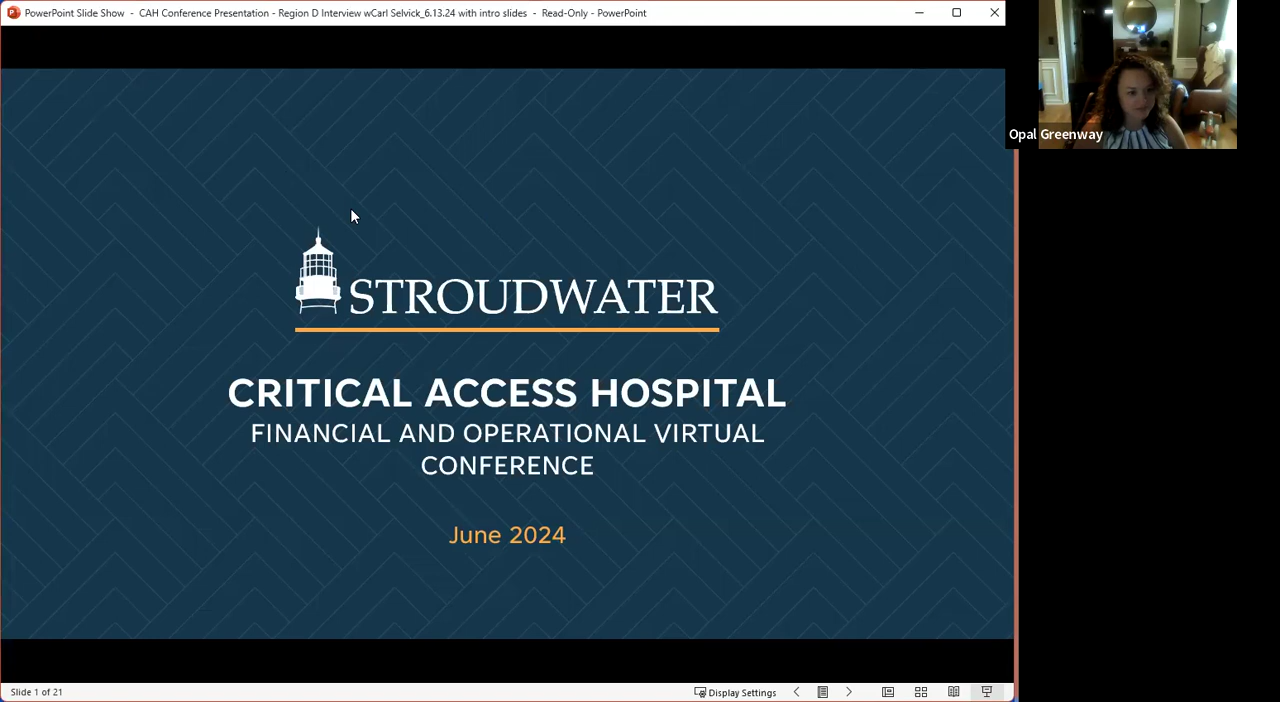 PowerPoint Slide Show - CAH Conference Presentation - Region D Interview wCarl Selvick_6.13.24 with intro slides - Read-Only - PowerPoint
Opal Greenway
STROUDWATER
CRITICAL ACCESS HOSPITAL
FINANCIAL AND OPERATIONAL VIRTUAL
CONFERENCE
June 2024
Slide 1 of 21
Display Settings